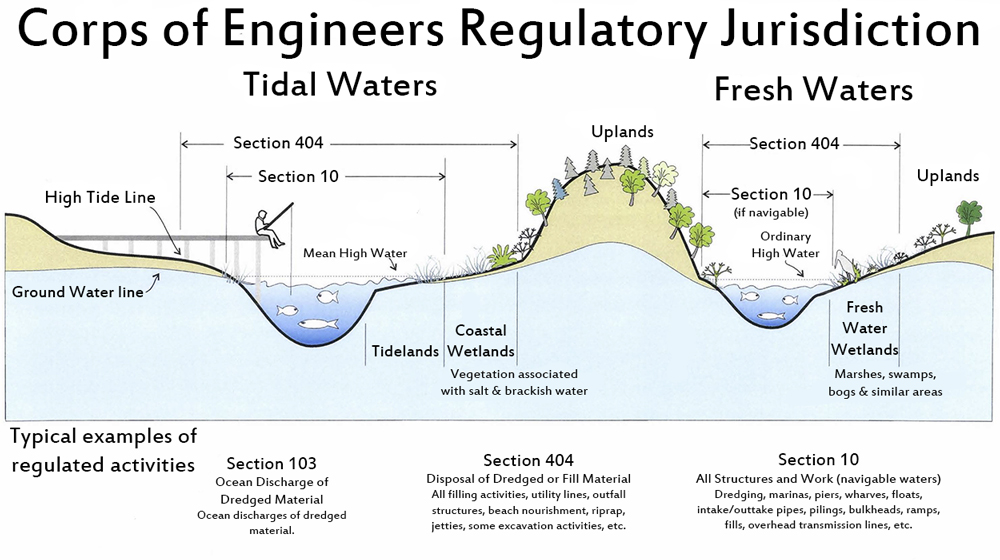 Corps of Engineers Regulatory Jurisdiction
Tidal Waters
Fresh Waters
Uplands
Section 404
Section 404
Section 10
Uplands
High Tide Line
Section 10
(if navigable)
Mean High Water
Ordinary
High Water
Ground Water line
Tidelands
Coastal
Wetlands
Fresh
Water
Wetlands
Vegetation associated
with salt & brackish water
Marshes, swamps,
bogs & similar areas
Typical examples of
regulated activities
Section 103
Ocean Discharge of
Dredged Material
Ocean discharges of dredged
material.
Section 404
Disposal of Dredged or Fill Material
All filling activities, utility lines, outfall
structures, beach nourishment, riprap,
jetties, some excavation activities, etc.
Section 10
All Structures and Work (navigable waters)
Dredging, marinas, piers, wharves, floats,
intake/outtake pipes, pilings, bulkheads, ramps,
fills, overhead transmission lines, etc.